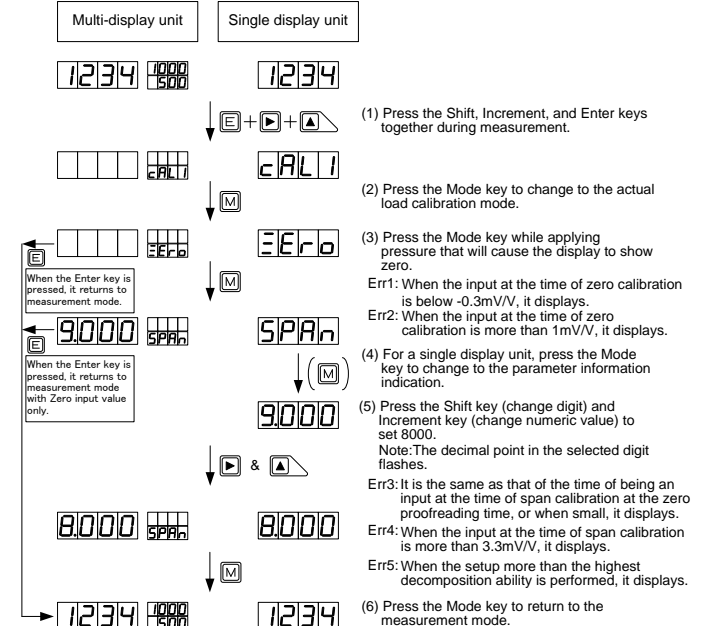 Multi-display unit Single display unit
1234 1000 1234
500
E + ▶ + ▲
(1) Press the Shift, Increment, and Enter keys
together during measurement.
cAL1 cAL1
M
(2) Press the Mode key to change to the actual
load calibration mode.
ΞEro ΞEro
E
When the Enter key is
pressed, it returns to
measurement mode.
M
(3) Press the Mode key while applying
pressure that will cause the display to show
zero.
Err1: When the input at the time of zero calibration
is below -0.3mV/V, it displays.
Err2: When the input at the time of zero
calibration is more than 1mV/V, it displays.
9.000 SPAn SPAn
E
When the Enter key is
pressed, it returns to
measurement mode
with Zero input value
only.
(M)
9.000
(4) For a single display unit, press the Mode
key to change to the parameter information
indication.
(5) Press the Shift key (change digit) and
Increment key (change numeric value) to
set 8000.
Note:The decimal point in the selected digit
flashes.
▶ & ▲
Err3: It is the same as that of the time of being an
input at the time of span calibration at the zero
proofreading time, or when small, it displays.
Err4: When the input at the time of span calibration
is more than 3.3mV/V, it displays.
Err5: When the setup more than the highest
decomposition ability is performed, it displays.
8.000 SPAn 8.000
M
(6) Press the Mode key to return to the
measurement mode.
1234 1000 1234
500